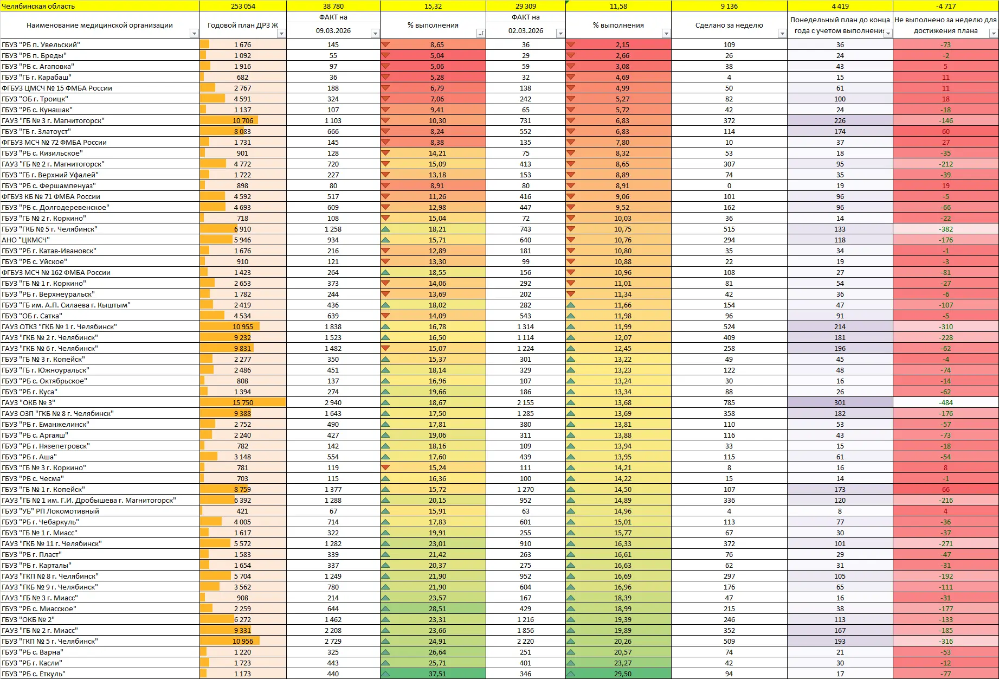 Челябинская область 253 054 38 780 15,32 29 309 11,58 9 136 4 419 -4 717
Наименование медицинской организации Годовой план ДРЗ Ж ФАКТ на 09.03.2026 % выполнения ФАКТ на 02.03.2026 % выполнения Сделано за неделю Понедельный план до конца года с учетом выполнени Не выполнено за неделю для достижения плана
ГБУЗ "РБ п. Увельский" 1 676 145 8,65 36 2,15 109 36 -73
ГБУЗ "РБ п. Бреды" 1 092 55 5,04 29 2,66 26 24 -2
ГБУЗ "РБ с. Агаповка" 1 916 97 5,06 59 3,08 38 43 5
ГБУЗ "ГБ г. Карабаш" 682 36 5,28 32 4,69 4 15 11
ФГБУЗ ЦМСЧ № 15 ФМБА России 2 767 188 6,79 138 4,99 50 61 11
ГБУЗ "ОБ г. Троицк" 4 591 324 7,06 242 5,27 82 100 18
ГБУЗ "РБ с. Кунашак" 1 137 107 9,41 65 5,72 42 24 -18
ГАУЗ "ГБ № 3 г. Магнитогорск" 10 706 1 103 10,30 731 6,83 372 226 -146
ГБУЗ "ГБ г. Златоуст" 8 083 666 8,24 552 6,83 114 174 60
ФГБУЗ МСЧ № 72 ФМБА России 1 731 145 8,38 135 7,80 10 37 27
ГБУЗ "РБ с. Кизильское" 901 128 14,21 75 8,32 53 18 -35
ГАУЗ "ГБ № 2 г. Магнитогорск" 4 772 720 15,09 413 8,65 307 95 -212
ГБУЗ "ГБ г. Верхний Уфалей" 1 722 227 13,18 153 8,89 74 35 -39
ГБУЗ "РБ с. Фершампенуаз" 898 80 8,91 80 8,91 0 19 19
ФГБУЗ КБ № 71 ФМБА России 4 592 517 11,26 416 9,06 101 96 -5
ГБУЗ "РБ с. Долгодеревенское" 4 693 609 12,98 447 9,52 162 96 -66
ГБУЗ "ГБ № 2 г. Коркино" 718 108 15,04 72 10,03 36 14 -22
ГБУЗ "ГКБ № 5 г. Челябинск" 6 910 1 258 18,21 743 10,75 515 133 -382
АНО "ЦКМСЧ" 5 946 934 15,71 640 10,76 294 118 -176
ГБУЗ "РБ г. Катав-Ивановск" 1 676 216 12,89 181 10,80 35 34 -1
ГБУЗ "РБ с. Уйское" 910 121 13,30 99 10,88 22 19 -3
ФГБУЗ МСЧ № 162 ФМБА России 1 423 264 18,55 156 10,96 108 27 -81
ГБУЗ "ГБ № 1 г. Коркино" 2 653 373 14,06 292 11,01 81 54 -27
ГБУЗ "РБ г. Верхнеуральск" 1 782 244 13,69 202 11,34 42 36 -6
ГБУЗ "ГБ им. А.П. Силаева г. Кыштым" 2 419 436 18,02 282 11,66 154 47 -107
ГБУЗ "ОБ г. Сатка" 4 534 639 14,09 543 11,98 96 91 -5
ГАУЗ ОТКЗ "ГКБ № 1 г. Челябинск" 10 955 1 838 16,78 1 314 11,99 524 214 -310
ГАУЗ "ГКБ № 2 г. Челябинск" 9 232 1 523 16,50 1 114 12,07 409 181 -228
ГАУЗ "ГКБ № 6 г. Челябинск" 9 831 1 482 15,07 1 224 12,45 258 196 -62
ГБУЗ "ГБ № 3 г. Копейск" 2 277 350 15,37 301 13,22 49 45 -4
ГБУЗ "ГБ г. Южноуральск" 2 486 451 18,14 329 13,23 122 48 -74
ГБУЗ "РБ с. Октябрьское" 808 137 16,96 107 13,24 30 16 -14
ГБУЗ "РБ г. Куса" 1 394 274 19,66 186 13,34 88 26 -62
ГАУЗ "ОКБ № 3" 15 750 2 940 18,67 2 155 13,68 785 301 -484
ГАУЗ ОЗП "ГКБ № 8 г. Челябинск" 9 388 1 643 17,50 1 285 13,69 358 182 -176
ГБУЗ "РБ г. Еманжелинск" 2 752 490 17,81 380 13,81 110 53 -57
ГБУЗ "РБ с. Аргаяш" 2 240 427 19,06 311 13,88 116 43 -73
ГБУЗ "РБ г. Нязепетровск" 782 142 18,16 109 13,94 33 15 -18
ГБУЗ "РБ г. Аша" 3 148 554 17,60 439 13,95 115 61 -54
ГБУЗ "ГБ № 3 г. Коркино" 781 119 15,24 111 14,21 8 16 8
ГБУЗ "РБ с. Чесма" 703 115 16,36 100 14,22 15 14 -1
ГБУЗ "ГБ № 1 г. Копейск" 8 759 1 377 15,72 1 270 14,50 107 173 66
ГАУЗ "ГБ № 1 им. Г.И. Дробышева г. Магнитогорск" 6 392 1 288 20,15 952 14,89 336 120 -216
ГБУЗ "УБ" РП Локомотивный 421 67 15,91 63 14,96 4 8 4
ГБУЗ "РБ г. Чебаркуль" 4 005 714 17,83 601 15,01 113 77 -36
ГБУЗ "ГБ № 1 г. Миасс" 1 617 322 19,91 255 15,77 67 30 -37
ГАУЗ "ГКБ № 11 г. Челябинск" 5 572 1 282 23,01 910 16,33 372 101 -271
ГБУЗ "РБ г. Пласт" 1 583 339 21,42 263 16,61 76 29 -47
ГБУЗ "РБ г. Карталы" 1 654 337 20,37 275 16,63 62 31 -31
ГАУЗ "ГКП № 8 г. Челябинск" 5 704 1 249 21,90 952 16,69 297 105 -192
ГАУЗ "ГКБ № 9 г. Челябинск" 3 562 780 21,90 604 16,96 176 65 -111
ГАУЗ "ГБ № 3 г. Миасс" 908 214 23,57 167 18,39 47 16 -31
ГБУЗ "РБ с. Миасское" 2 259 644 28,51 429 18,99 215 38 -177
ГБУЗ "ОКБ № 2" 6 272 1 462 23,31 1 216 19,39 246 113 -133
ГАУЗ "ГБ № 2 г. Миасс" 9 331 2 208 23,66 1 856 19,89 352 167 -185
ГБУЗ "ГКП № 5 г. Челябинск" 10 956 2 729 24,91 2 220 20,26 509 193 -316
ГБУЗ "РБ с. Варна" 1 220 325 26,64 251 20,57 74 21 -53
ГБУЗ "РБ г. Касли" 1 723 443 25,71 401 23,27 42 30 -12
ГБУЗ "РБ с. Еткуль" 1 173 440 37,51 346 29,50 94 17 -77